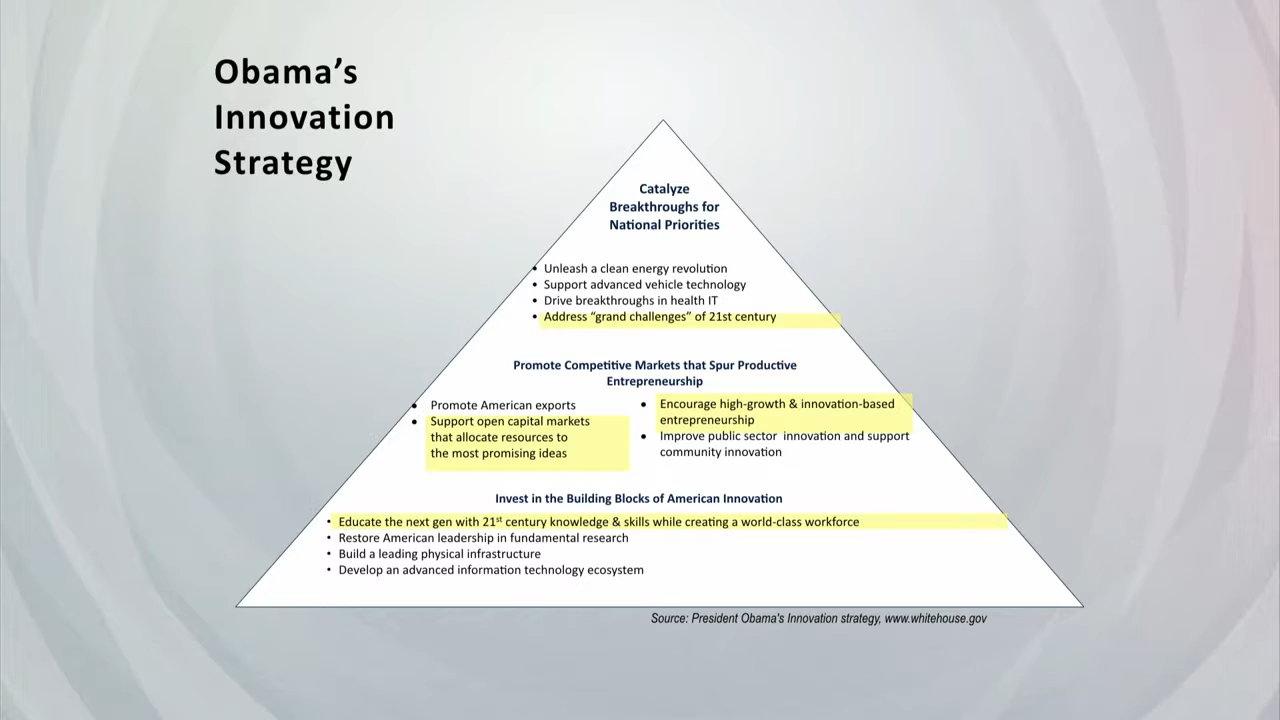 Obama’s
Innovation
Strategy
Catalyze
Breakthroughs for
National Priorities
• Unleash a clean energy revolution
• Support advanced vehicle technology
• Drive breakthroughs in health IT
• Address “grand challenges” of 21st century
Promote Competitive Markets that Spur Productive
Entrepreneurship
• Promote American exports
• Support open capital markets
that allocate resources to
the most promising ideas
• Encourage high-growth & innovation-based
entrepreneurship
• Improve public sector innovation and support
community innovation
Invest in the Building Blocks of American Innovation
• Educate the next gen with 21st century knowledge & skills while creating a world-class workforce
• Restore American leadership in fundamental research
• Build a leading physical infrastructure
• Develop an advanced information technology ecosystem
Source: President Obama's Innovation strategy, www.whitehouse.gov